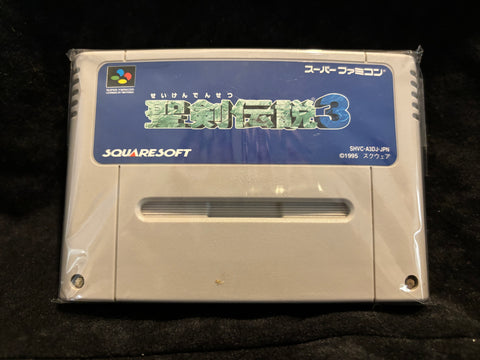 スーパーファミコン
せいけんでんせつ
聖剣伝説3
SHVC-A3DJ-JPN
SQUARESOFT
©1995 スクウェア